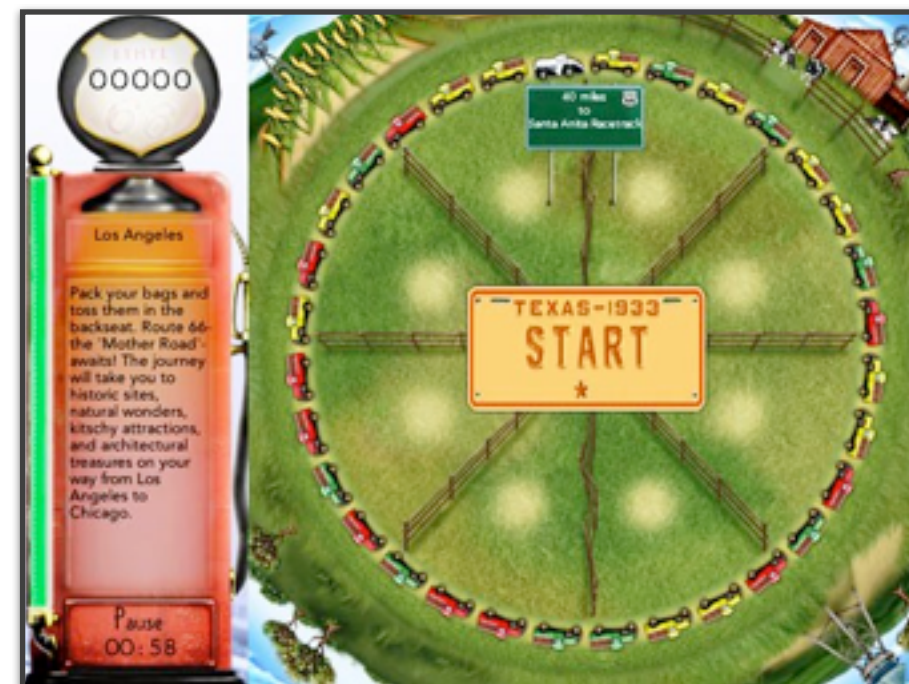 00000
Los Angeles
Pack your bags and
toss them in the
backseat. Route 66-
the 'Mother Road'-
awaits! The journey
will take you to
historic sites,
natural wonders,
kitschy attractions,
and architectural
treasures on your
way from Los
Angeles to
Chicago.
Pause
00:58
40 miles
to
Santa Anita Racetrack
TEXAS-1933
START